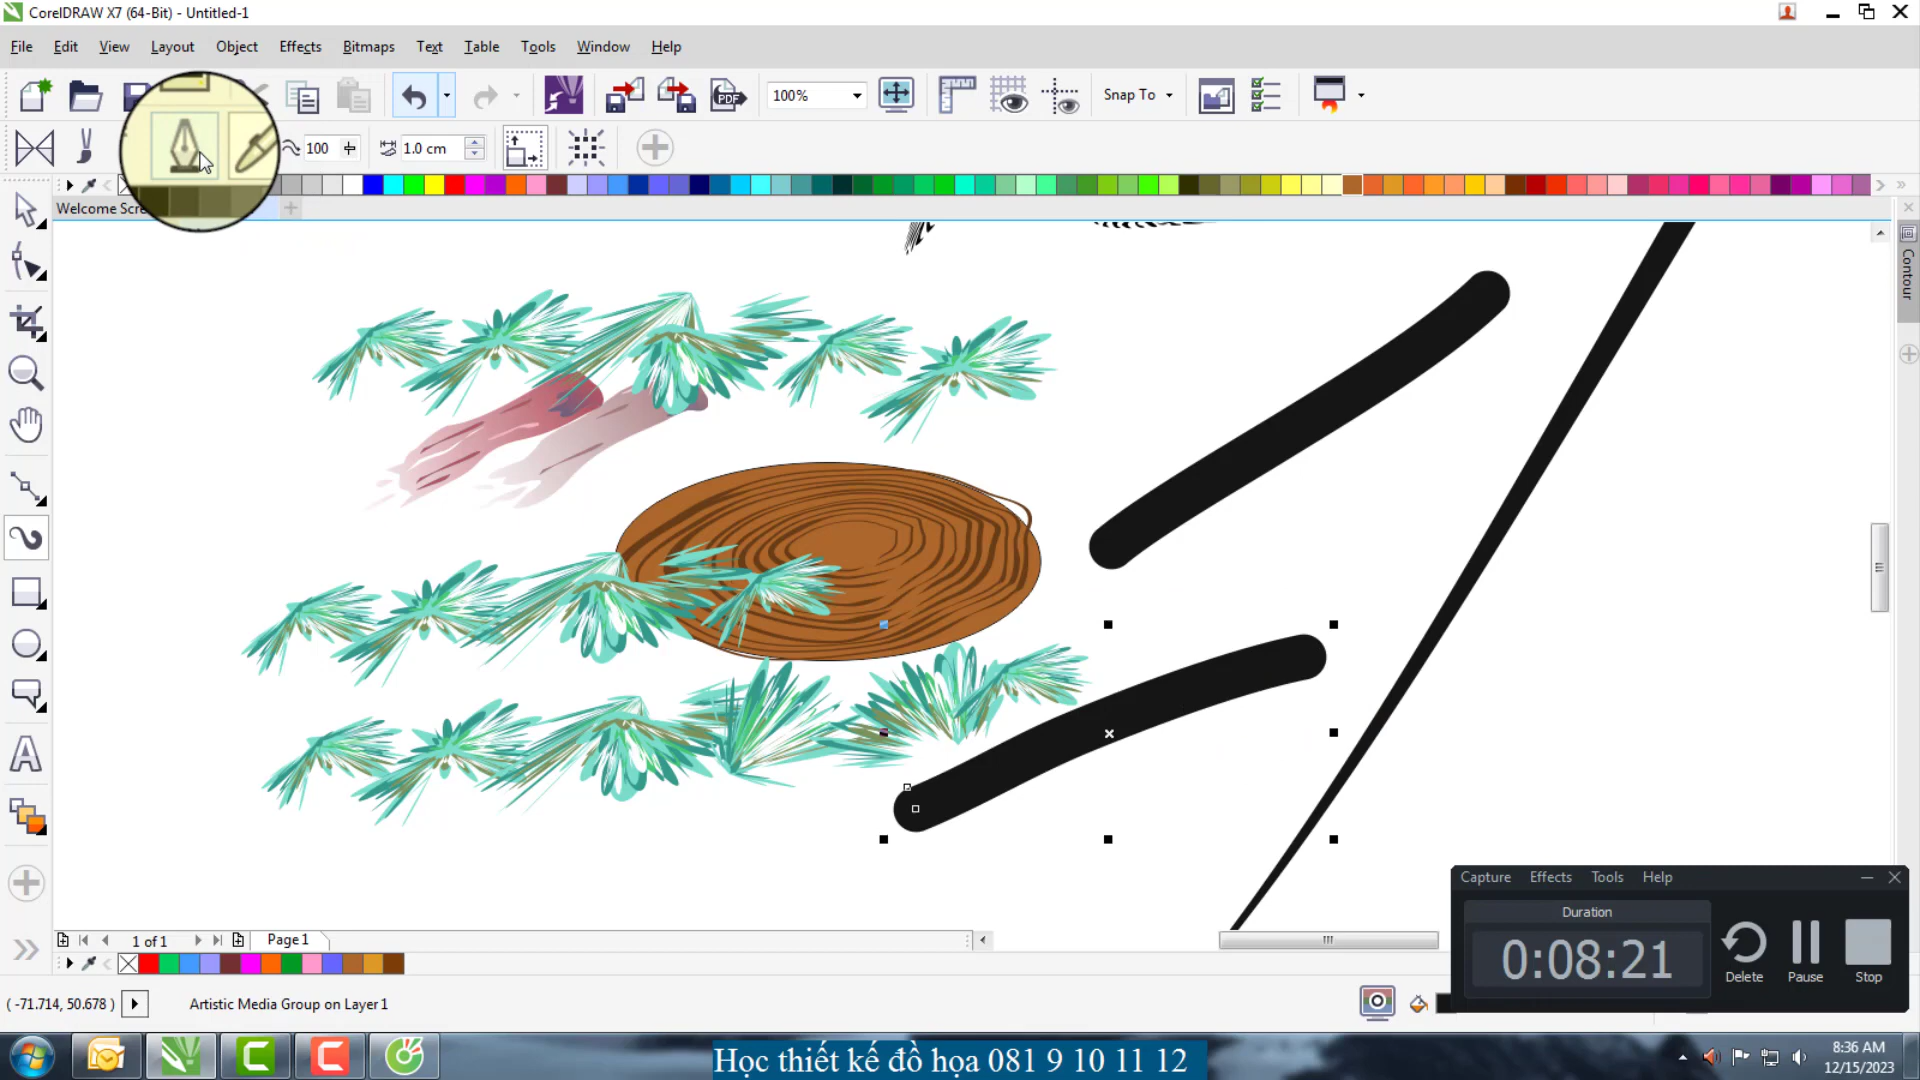 CorelDRAW X7 (64-Bit) - Untitled-1
File Edit View Layout Object Effects Bitmaps Text Table Tools Window Help
PDF 100% Snap To
100 1.0 cm
Welcome Scre
Contour
Capture Effects Tools Help
Duration
0:08:21
Delete Pause Stop
1 of 1 Page 1
( -71.714, 50.678 ) Artistic Media Group on Layer 1
Học thiết kế đồ họa 081 9 10 11 12
8:36 AM
12/15/2023